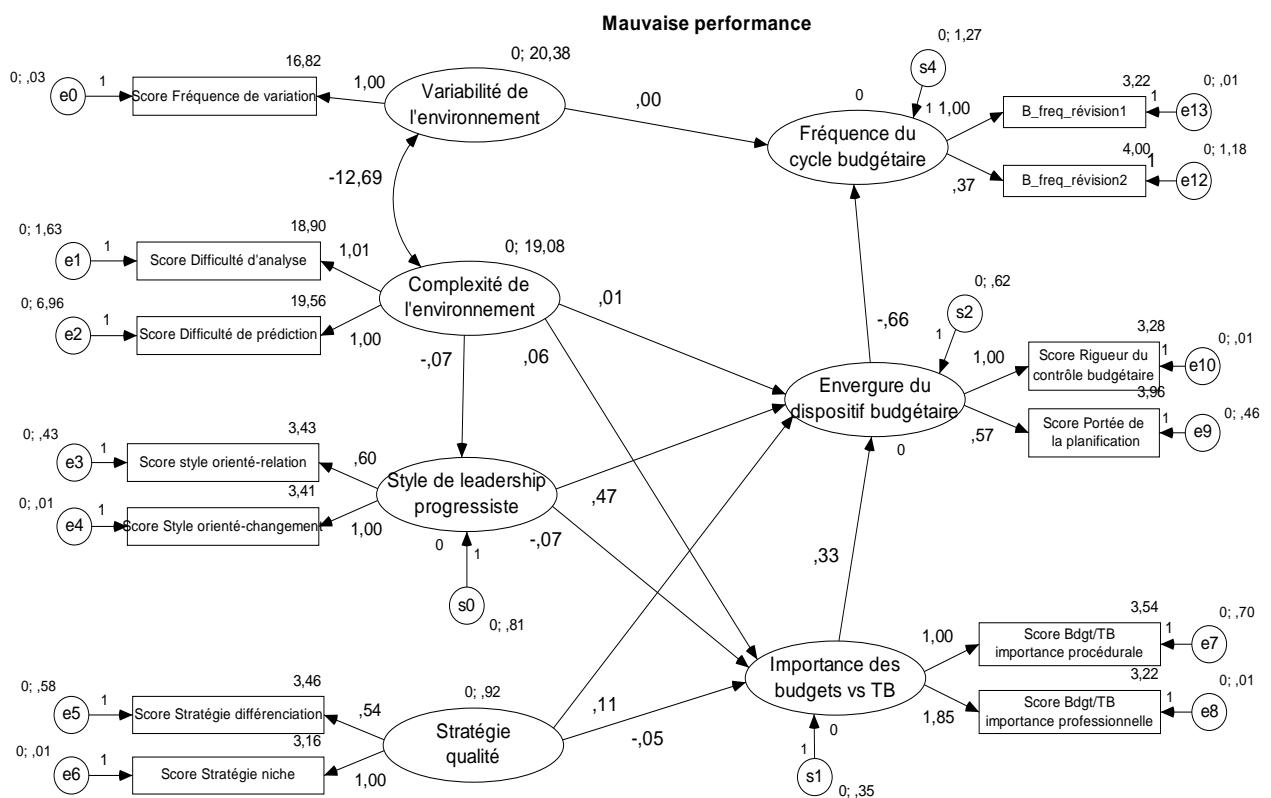 Mauvaise performance
0; 1,27
s4
0; 20,38
16,82
0; ,03
e0
1
Score Fréquence de variation
1,00
Variabilité de
l'environnement
,00
0
1
1,00
Fréquence du
cycle budgétaire
3,22
B_freq_révision1
1
0; ,01
e13
4,00
B_freq_révision2
1
0; 1,18
e12
,37
-12,69
0; 1,63
e1
1
18,90
Score Difficulté d'analyse
1,01
0; 19,08
Complexité de
l'environnement
0; 6,96
e2
1
19,56
Score Difficulté de prédiction
1,00
,01
-,07
,06
-,66
0; ,62
s2
1
Envergure du
dispositif budgétaire
0
1,00
3,28
Score Rigueur du
contrôle budgétaire
1
0; ,01
e10
,57
3,96
Score Portée de
la planification
1
0; ,46
e9
0; ,43
e3
1
3,43
Score style orienté-relation
,60
0; ,01
e4
1
3,41
Score Style orienté-changement
1,00
Style de leadership
progressiste
0
1
s0
0; ,81
,47
-,07
,33
0; ,58
e5
1
3,46
Score Stratégie différenciation
,54
0; ,01
e6
1
3,16
Score Stratégie niche
1,00
0; ,92
Stratégie
qualité
,11
-,05
Importance des
budgets vs TB
0
1
s1
0; ,35
1,00
3,54
Score Bdgt/TB
importance procédurale
1
0; ,70
e7
1,85
3,22
Score Bdgt/TB
importance professionnelle
1
0; ,01
e8